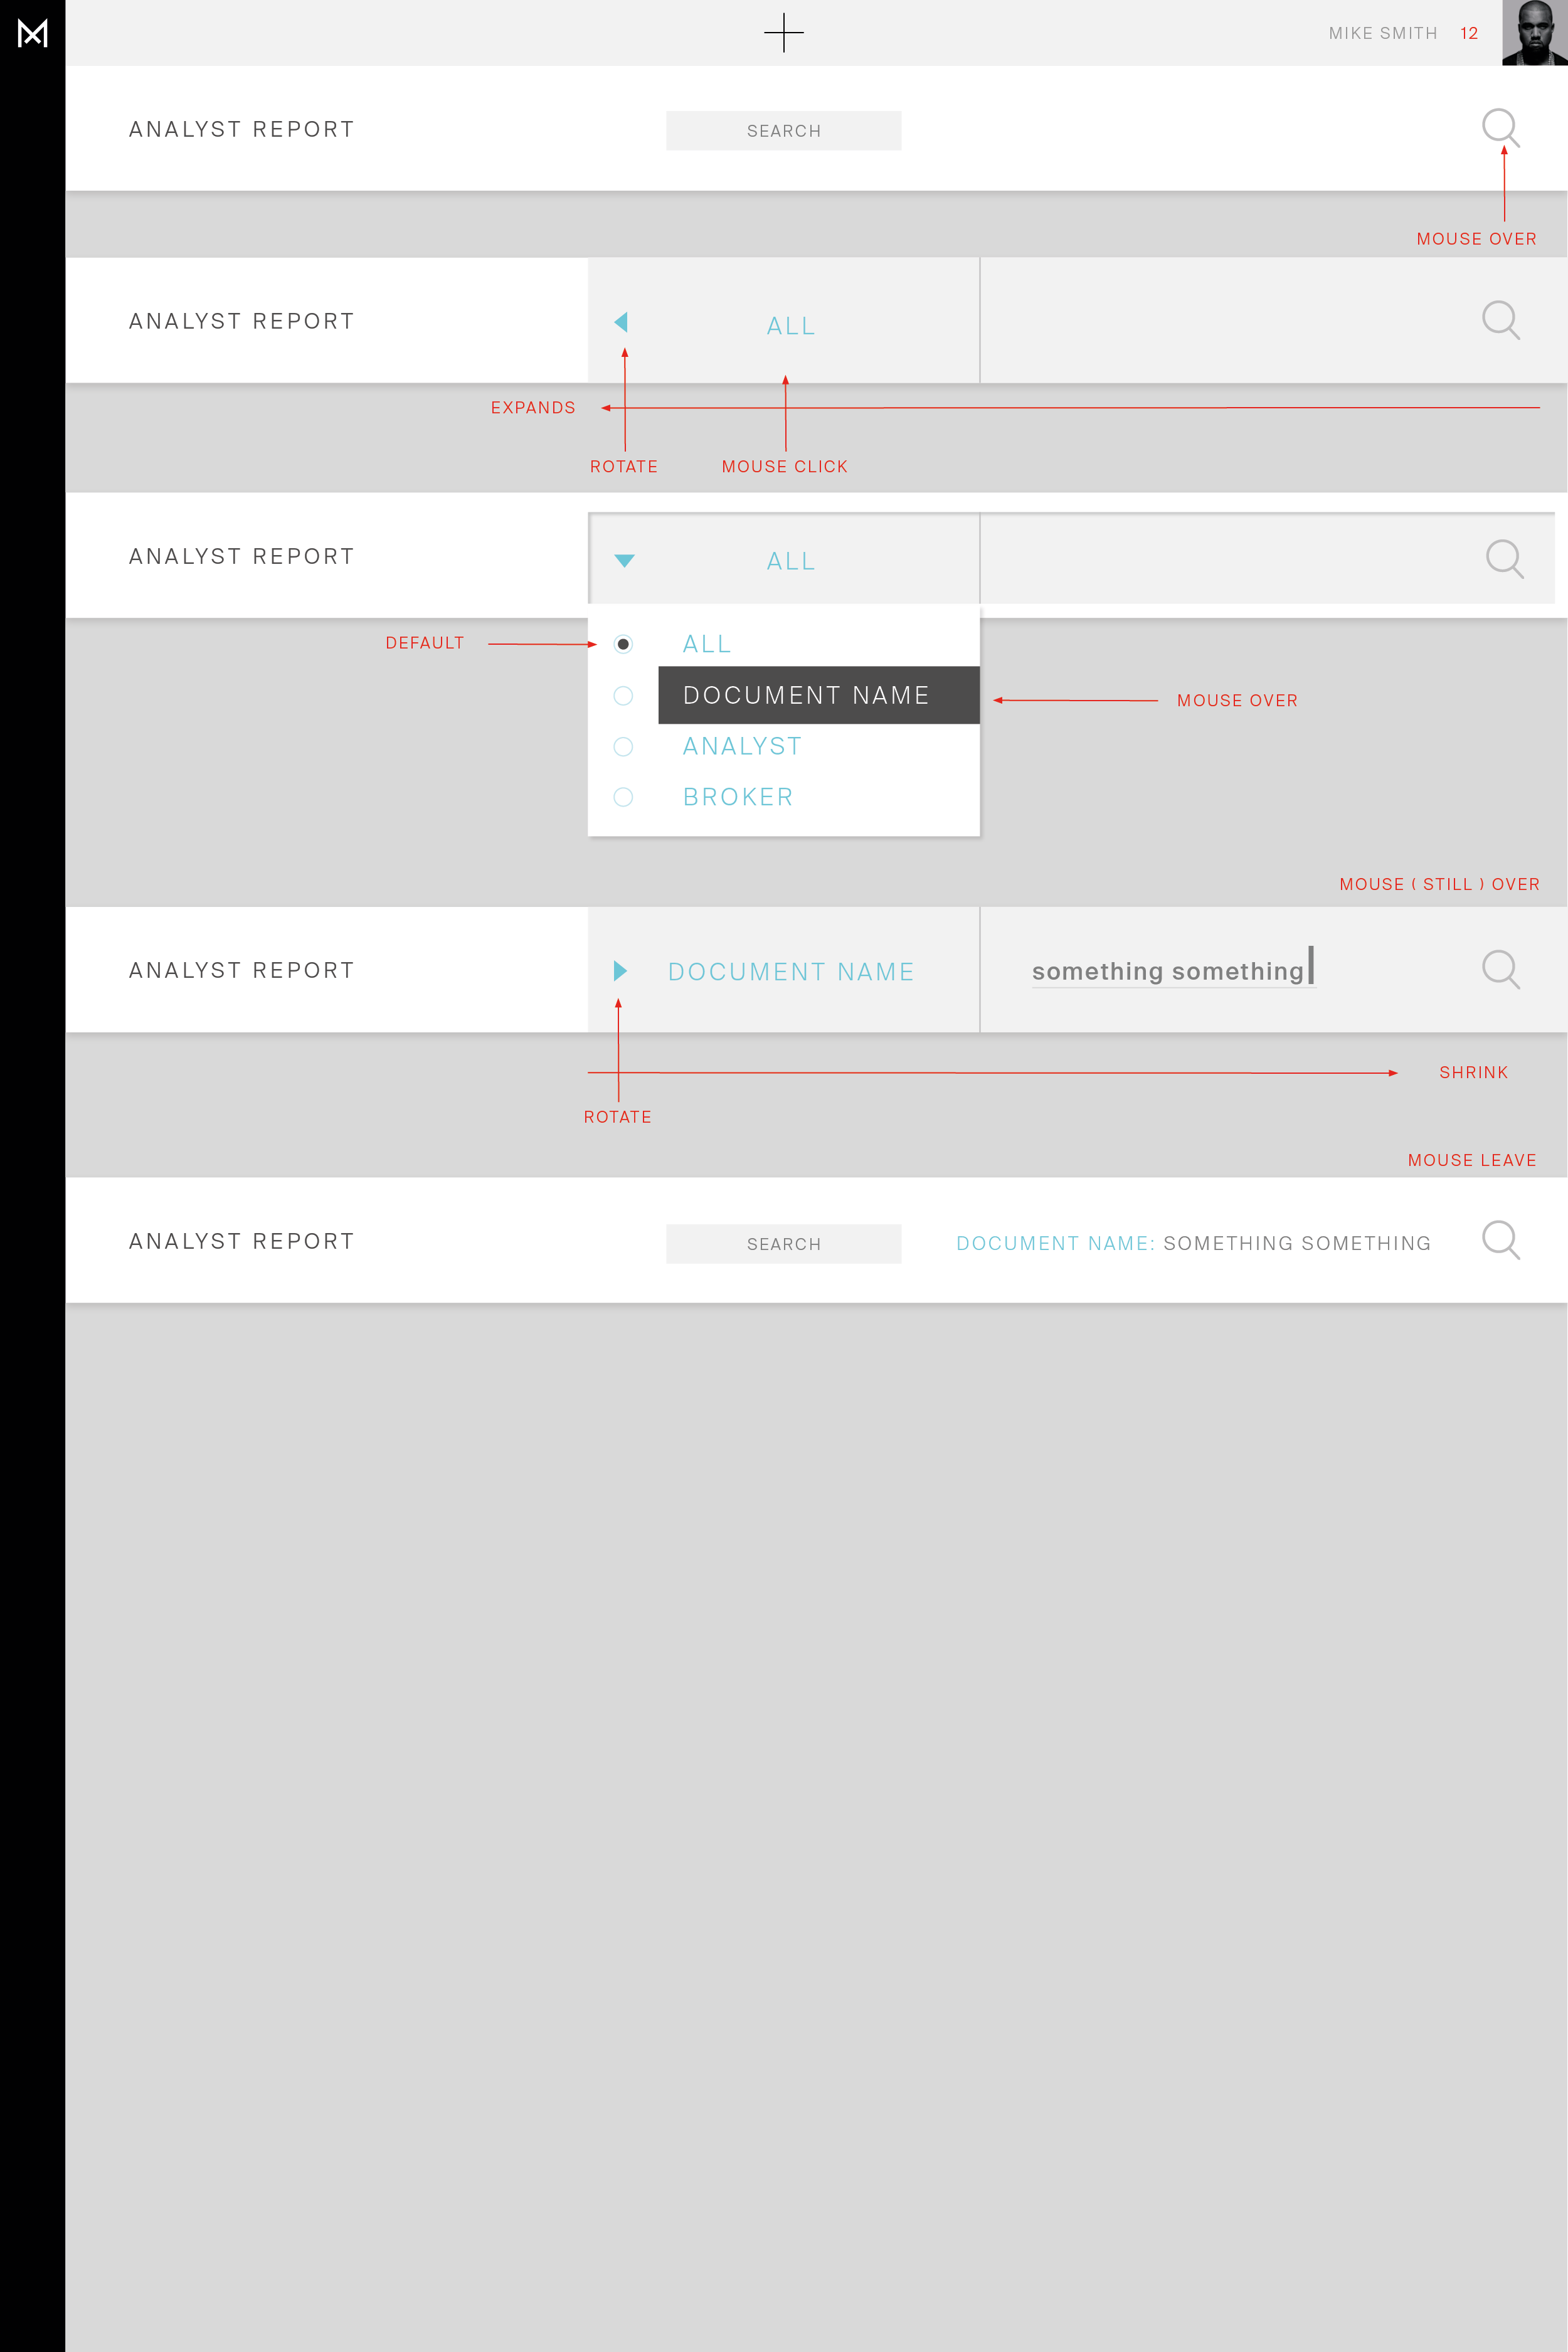 MIKE SMITH 12
ANALYST REPORT SEARCH
MOUSE OVER
ANALYST REPORT ALL
EXPANDS
ROTATE MOUSE CLICK
ANALYST REPORT ALL
DEFAULT ALL
DOCUMENT NAME MOUSE OVER
ANALYST
BROKER
MOUSE ( STILL ) OVER
ANALYST REPORT DOCUMENT NAME something something
SHRINK
ROTATE
MOUSE LEAVE
ANALYST REPORT SEARCH DOCUMENT NAME: SOMETHING SOMETHING